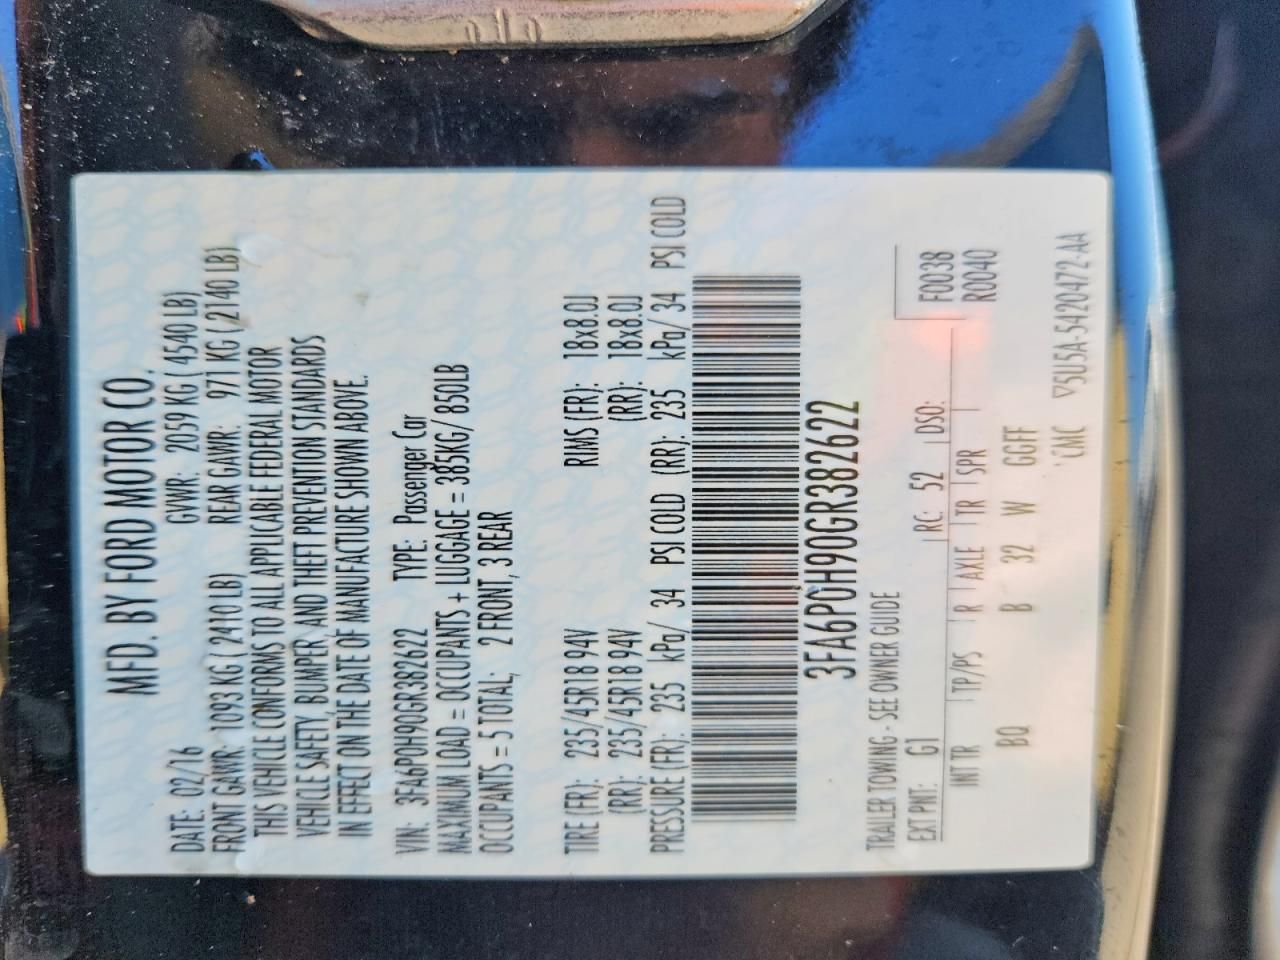 MFD. BY FORD MOTOR CO.
DATE: 02/16 GVWR: 2059 KG ( 4540 LB)
FRONT GAWR: 1093 KG ( 2410 LB) REAR GAWR: 971 KG ( 2140 LB)
THIS VEHICLE CONFORMS TO ALL APPLICABLE FEDERAL MOTOR
VEHICLE SAFETY, BUMPER, AND THEFT PREVENTION STANDARDS
IN EFFECT ON THE DATE OF MANUFACTURE SHOWN ABOVE.
VIN: 3FA6P0H90GR382622 TYPE: Passenger Car
MAXIMUM LOAD = OCCUPANTS + LUGGAGE = 385KG/ 850LB
OCCUPANTS = 5 TOTAL; 2 FRONT, 3 REAR
TIRE (FR): 235/45R18 94V RIMS (FR): 18x8.0J
(RR): 235/45R18 94V (RR): 18x8.0J
PRESSURE (FR): 235 kPa/ 34 PSI COLD (RR): 235 kPa/ 34 PSI COLD
3FA6P0H90GR382622
TRAILER TOWING - SEE OWNER GUIDE
EXT PNT: G1 RC: 52 DSO: F0038
INT TR TP/PS R AXLE TR SPR R0040
BQ B 32 W GGFF
CMC ▽5U5A-5420472-AA